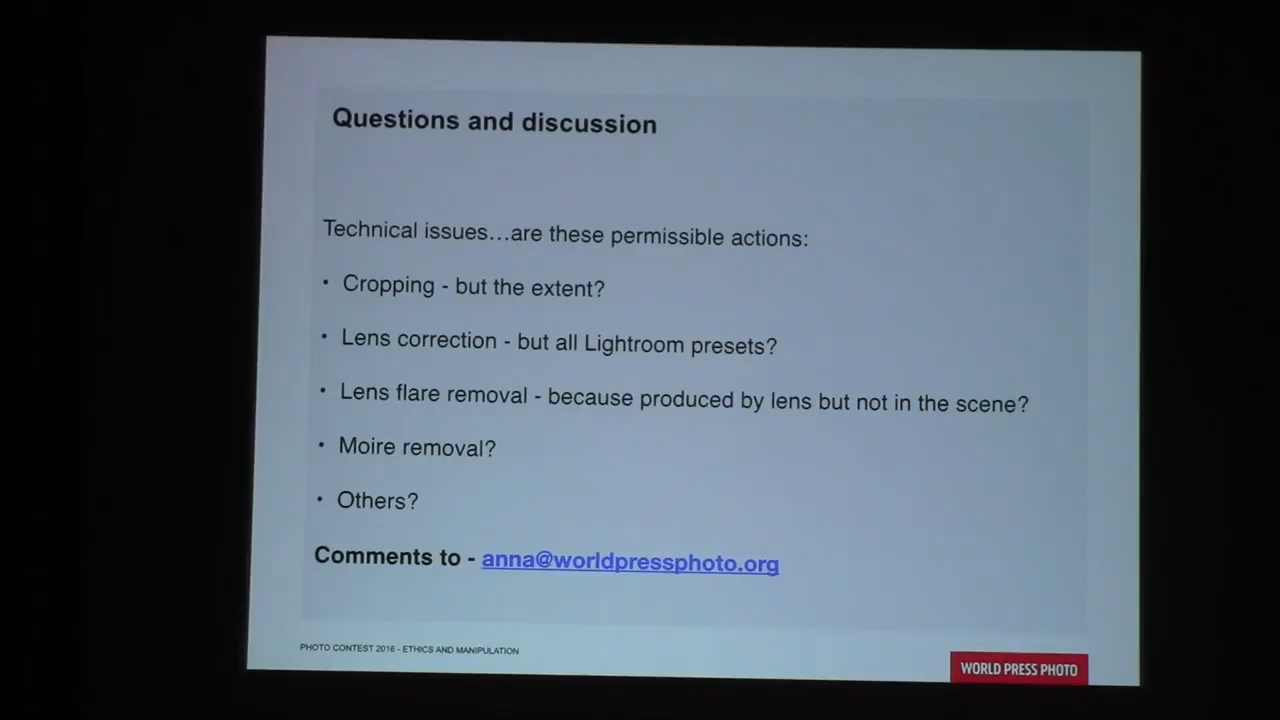 Questions and discussion
Technical issues...are these permissible actions:
• Cropping - but the extent?
• Lens correction - but all Lightroom presets?
• Lens flare removal - because produced by lens but not in the scene?
• Moire removal?
• Others?
Comments to - anna@worldpressphoto.org
PHOTO CONTEST 2016 - ETHICS AND MANIPULATION
WORLD PRESS PHOTO